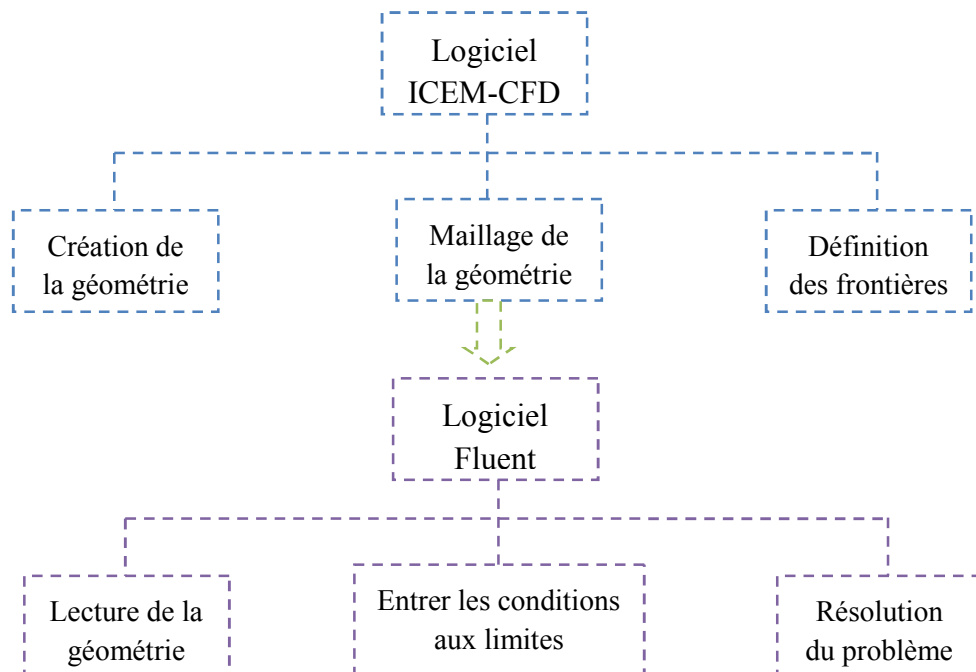 Logiciel
ICEM-CFD
Création de
la géométrie
Maillage de
la géométrie
Définition
des frontières
Logiciel
Fluent
Lecture de la
géométrie
Entrer les conditions
aux limites
Résolution
du problème